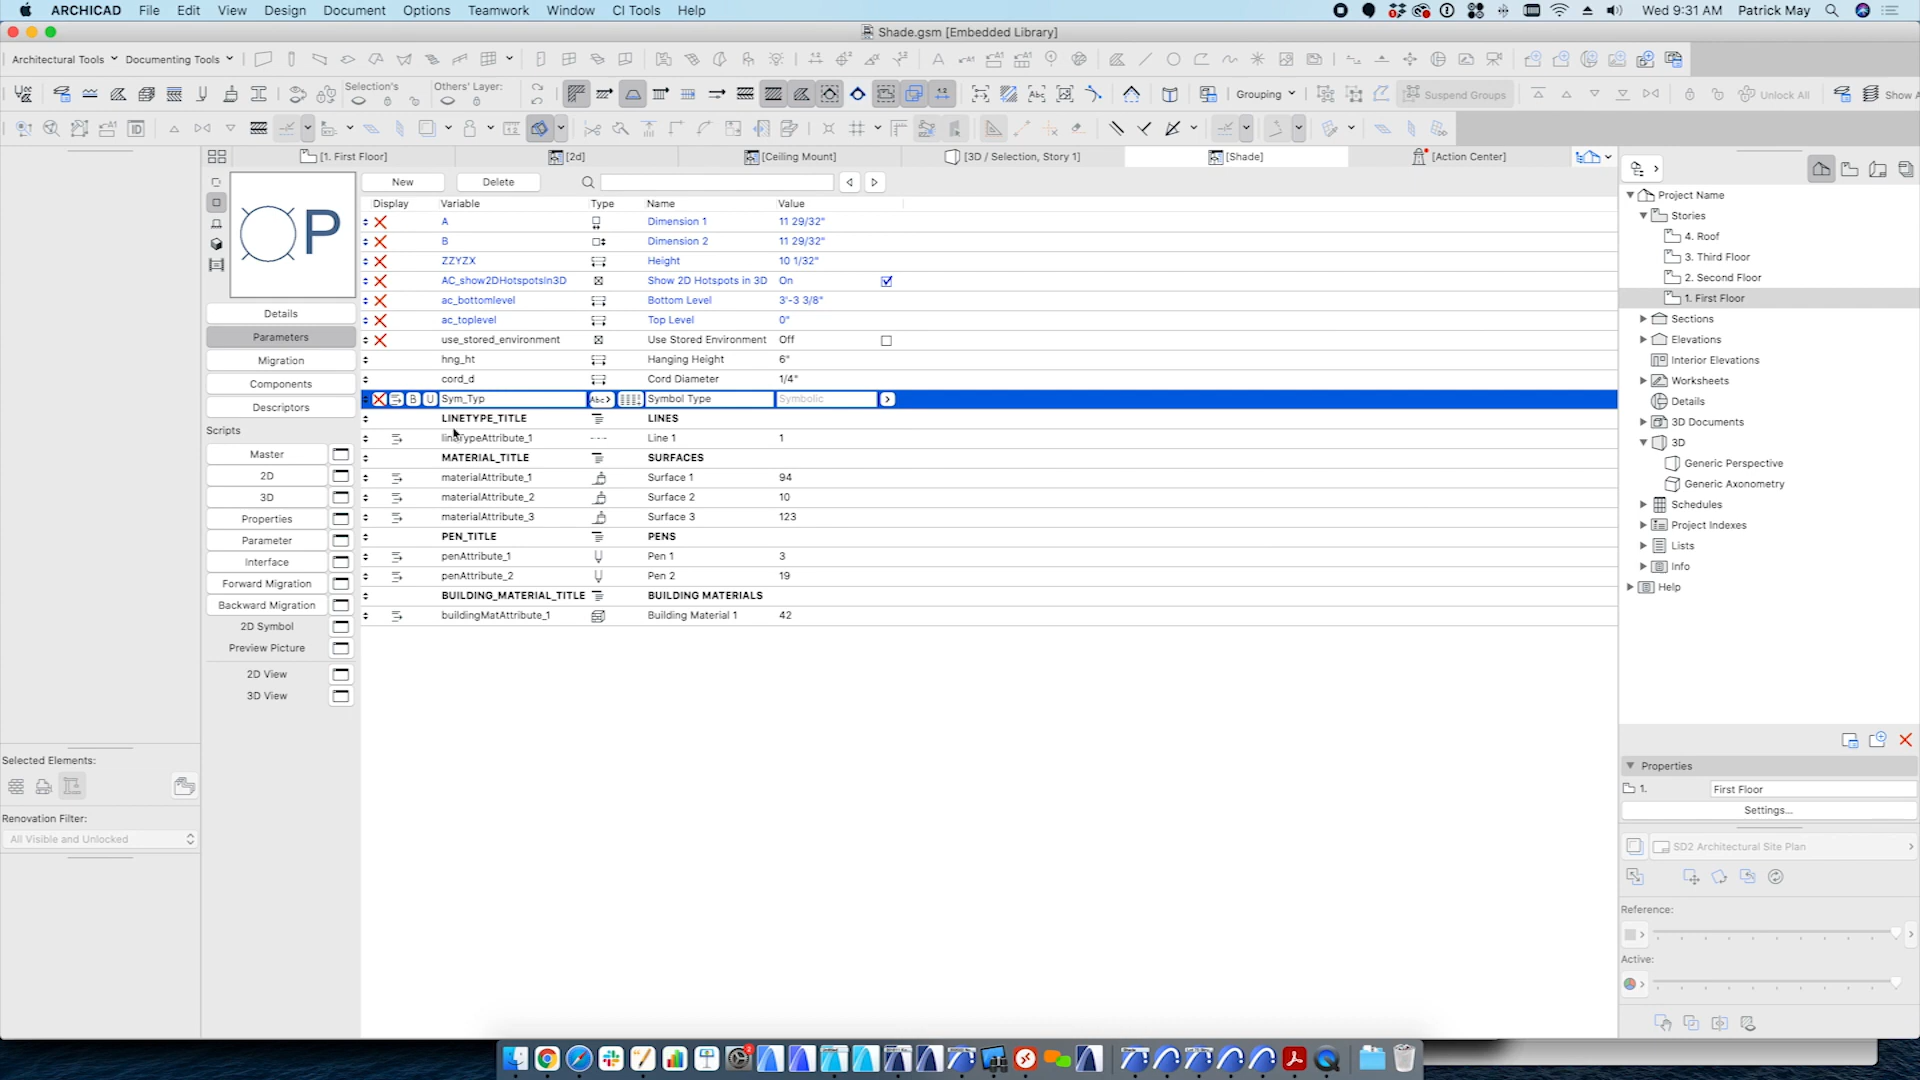 ARCHICAD File Edit View Design Document Options Teamwork Window CI Tools Help
Wed 9:31 AM Patrick May
Shade.gsm [Embedded Library]
Architectural Tools Documenting Tools
Selection's
Others' Layer:
Grouping
Suspend Groups
Unlock All
Show A
[1. First Floor] [2d] [Ceiling Mount] [3D / Selection, Story 1] [Shade] [Action Center]
New Delete
Display Variable Type Name Value
A Dimension 1 11 29/32"
B Dimension 2 11 29/32"
ZZYZX Height 10 1/32"
AC_show2DHotspotsIn3D Show 2D Hotspots in 3D On
ac_bottomlevel Bottom Level 3'-3 3/8"
ac_toplevel Top Level 0"
use_stored_environment Use Stored Environment Off
hng_ht Hanging Height 6"
cord_d Cord Diameter 1/4"
B U Sym_Typ Abc Symbol Type Symbolic
LINETYPE_TITLE LINES
lineTypeAttribute_1 Line 1 1
MATERIAL_TITLE SURFACES
materialAttribute_1 Surface 1 94
materialAttribute_2 Surface 2 10
materialAttribute_3 Surface 3 123
PEN_TITLE PENS
penAttribute_1 Pen 1 3
penAttribute_2 Pen 2 19
BUILDING_MATERIAL_TITLE BUILDING MATERIALS
buildingMatAttribute_1 Building Material 1 42
P
Details
Parameters
Migration
Components
Descriptors
Scripts
Master
2D
3D
Properties
Parameter
Interface
Forward Migration
Backward Migration
2D Symbol
Preview Picture
2D View
3D View
Selected Elements:
Renovation Filter:
All Visible and Unlocked
Project Name
Stories
4. Roof
3. Third Floor
2. Second Floor
1. First Floor
Sections
Elevations
Interior Elevations
Worksheets
Details
3D Documents
3D
Generic Perspective
Generic Axonometry
Schedules
Project Indexes
Lists
Info
Help
Properties
1. First Floor
Settings...
SD2 Architectural Site Plan
Reference:
Active: